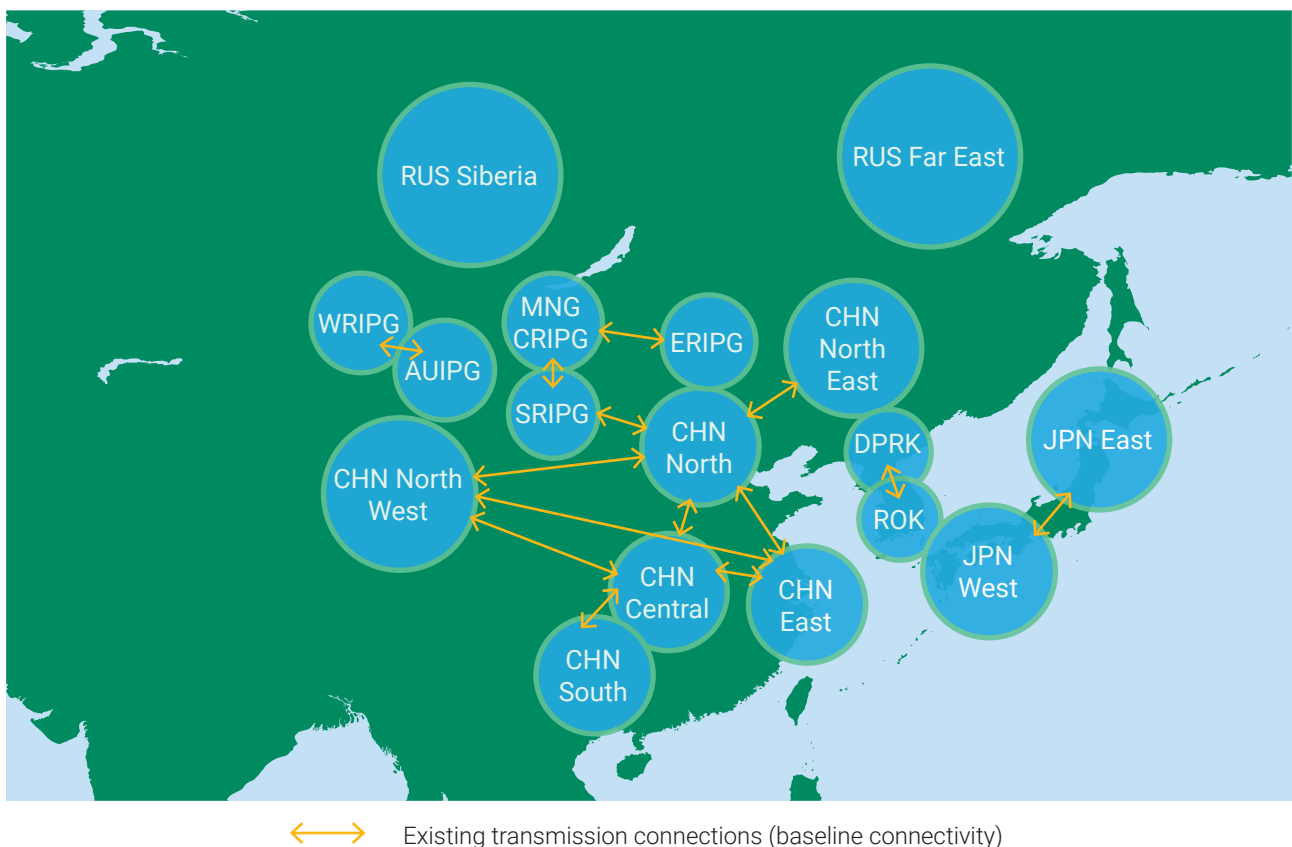 RUS Siberia
RUS Far East
WRIPG
AUIPG
MNG
CRIPG
ERIPG
SRIPG
CHN
North
East
CHN
North
DPRK
JPN East
CHN North
West
ROK
JPN
West
CHN
Central
CHN
East
CHN
South
Existing transmission connections (baseline connectivity)